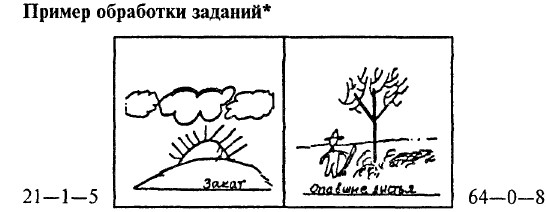 Пример обработки заданий*
Закат
Опавшие листья
21—1—5
64—0—8